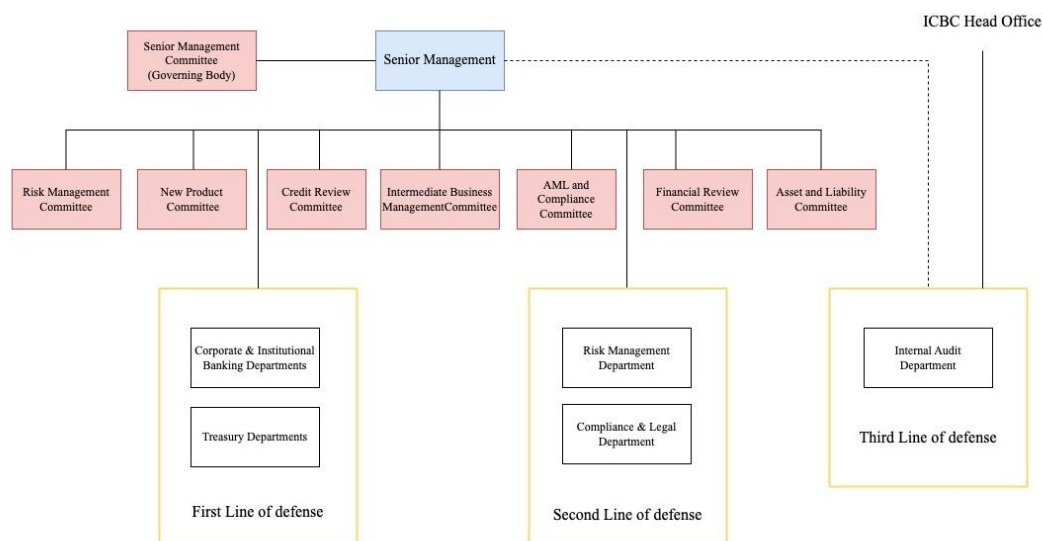 ICBC Head Office
Senior Management
Committee
(Governing Body)
Senior Management
Risk Management
Committee
New Product
Committee
Credit Review
Committee
Intermediate Business
ManagementCommittee
AML and
Compliance
Committee
Financial Review
Committee
Asset and Liability
Committee
Corporate & Institutional
Banking Departments
Treasury Departments
First Line of defense
Risk Management
Department
Compliance & Legal
Department
Second Line of defense
Internal Audit
Department
Third Line of defense